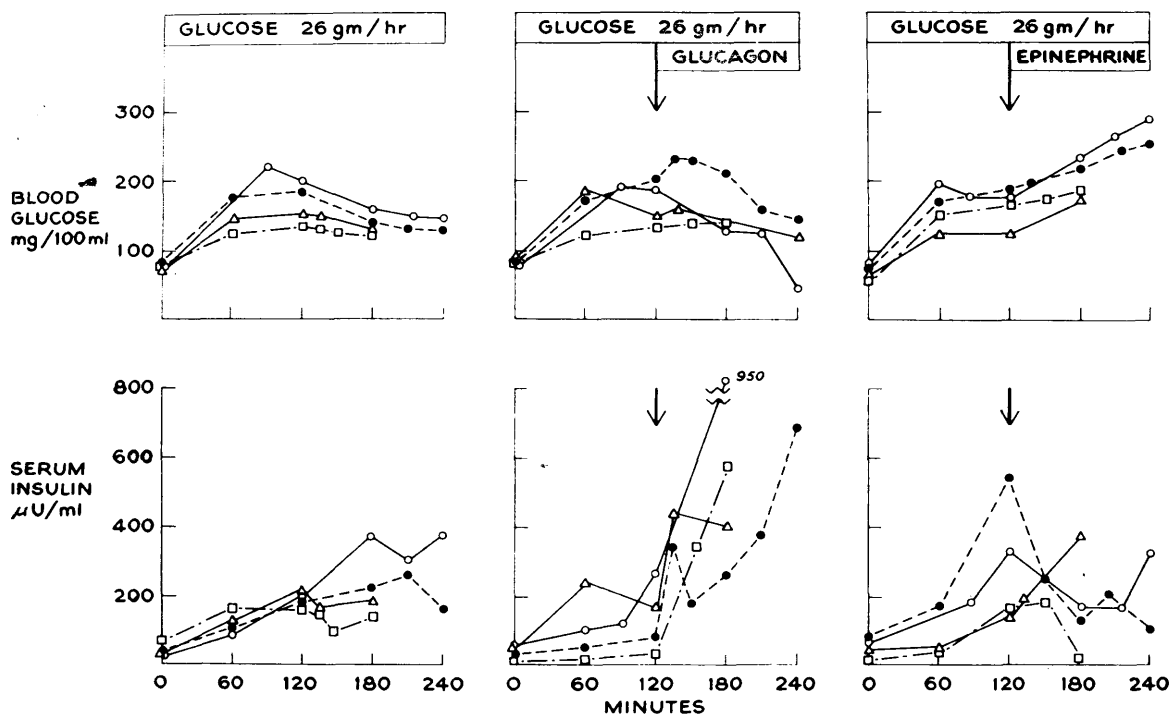 GLUCOSE 26 gm/hr
GLUCOSE 26 gm/hr
GLUCAGON
GLUCOSE 26 gm/hr
EPINEPHRINE
300
200
100
BLOOD
GLUCOSE
mg/100ml
800
600
400
200
0
SERUM
INSULIN
μU/ml
950
0 60 120 180 240
0 60 120 180 240
0 60 120 180 240
MINUTES